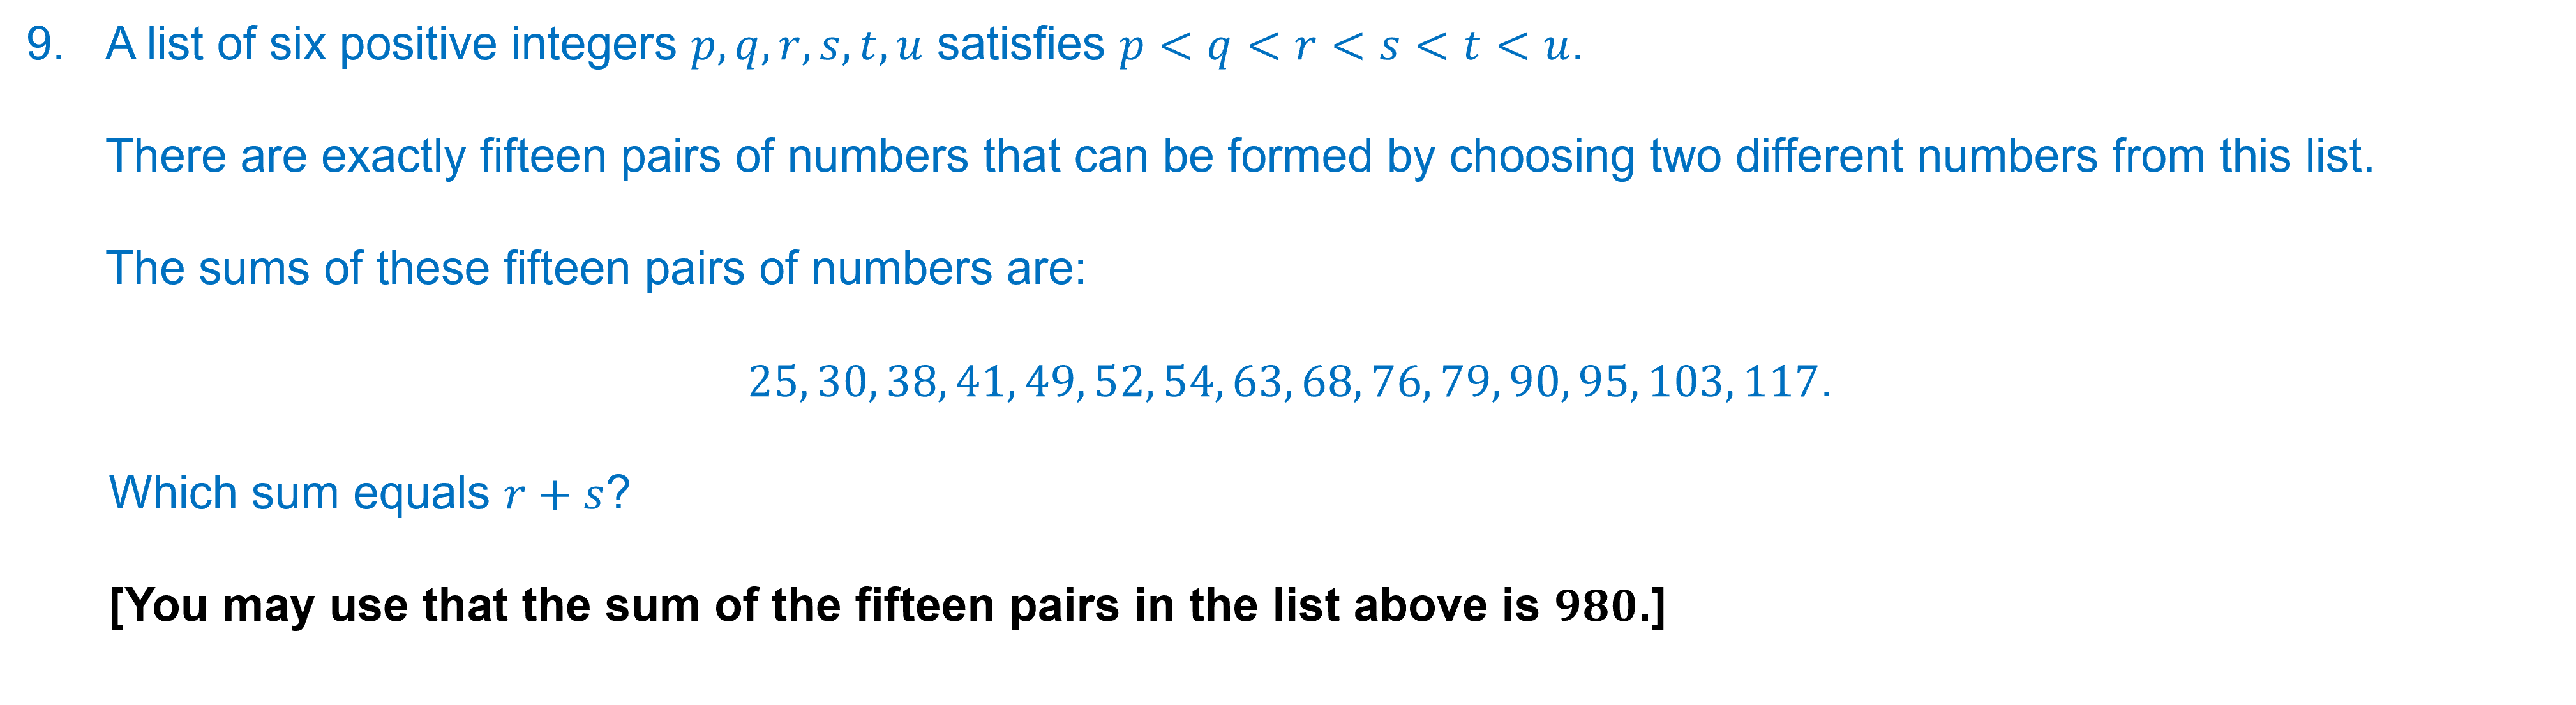 9. A list of six positive integers p, q, r, s, t, u satisfies p < q < r < s < t < u.
There are exactly fifteen pairs of numbers that can be formed by choosing two different numbers from this list.
The sums of these fifteen pairs of numbers are:
25, 30, 38, 41, 49, 52, 54, 63, 68, 76, 79, 90, 95, 103, 117.
Which sum equals r + s?
[You may use that the sum of the fifteen pairs in the list above is 980.]